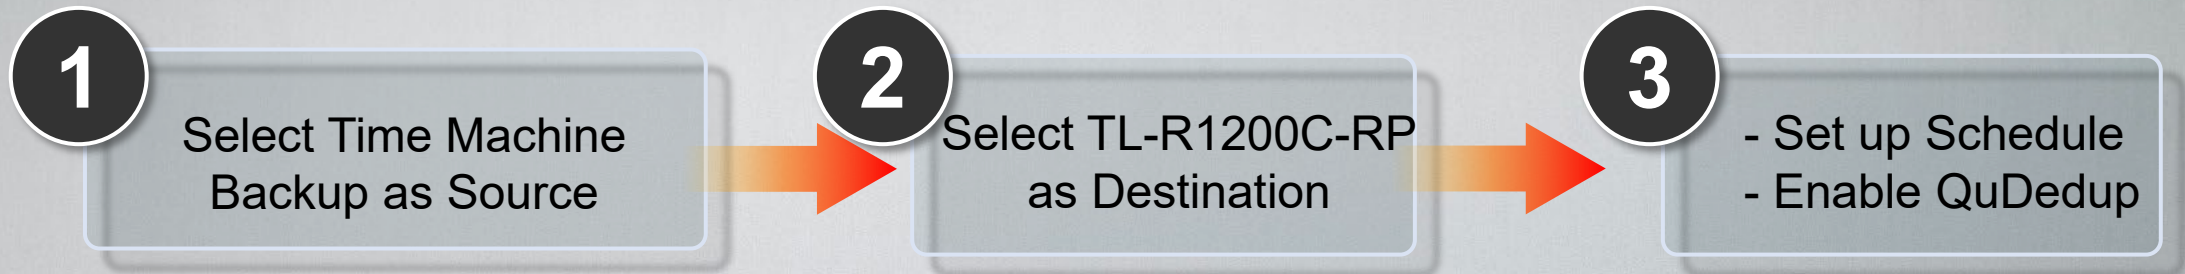 1
Select Time Machine
Backup as Source
2
Select TL-R1200C-RP
as Destination
3
- Set up Schedule
- Enable QuDedup